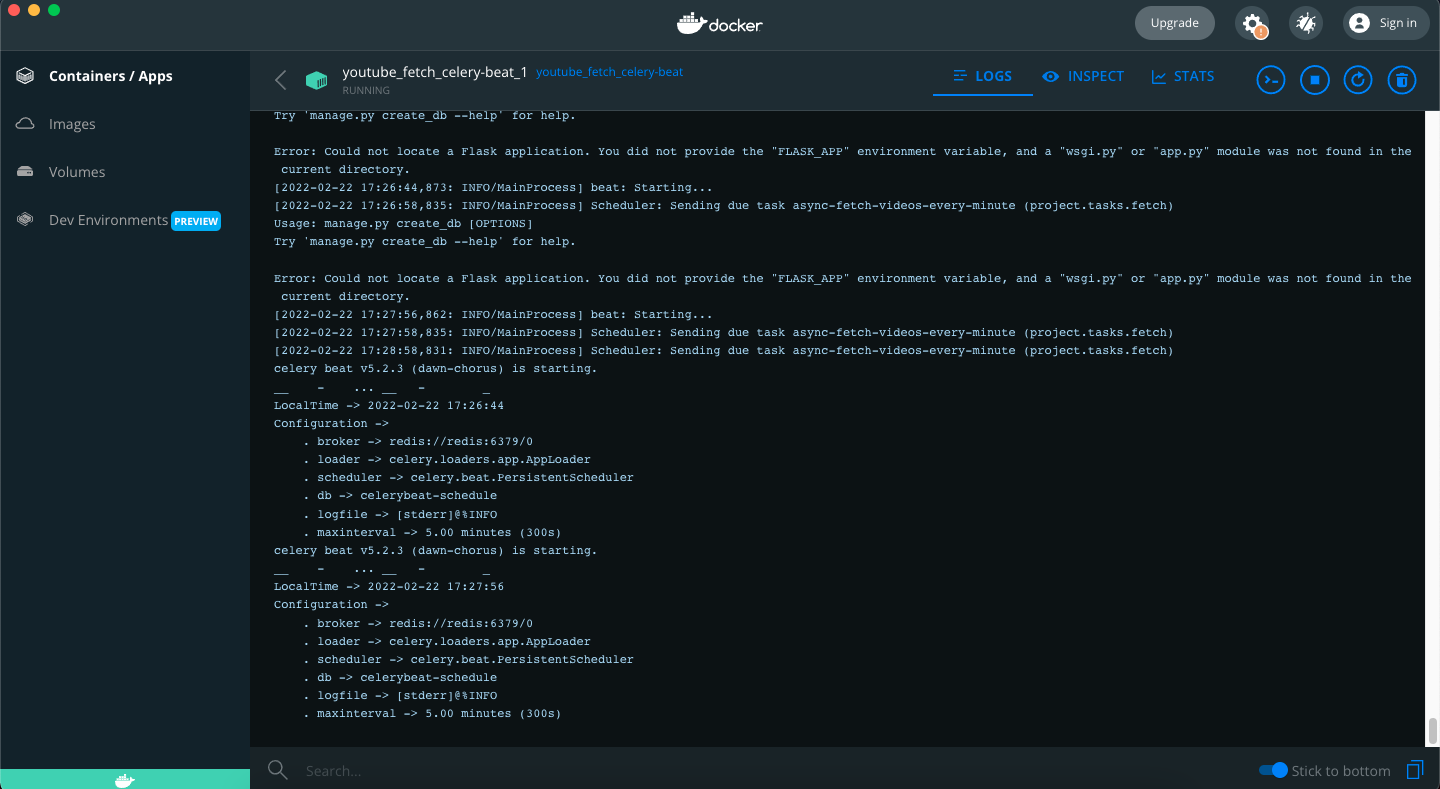 docker
Upgrade
Sign in
Containers / Apps
Images
Volumes
Dev Environments PREVIEW
youtube_fetch_celery-beat_1 youtube_fetch_celery-beat
RUNNING
LOGS
INSPECT
STATS
Try 'manage.py create_db --help' for help.
Error: Could not locate a Flask application. You did not provide the "FLASK_APP" environment variable, and a "wsgi.py" or "app.py" module was not found in the
current directory.
[2022-02-22 17:26:44,873: INFO/MainProcess] beat: Starting...
[2022-02-22 17:26:58,835: INFO/MainProcess] Scheduler: Sending due task async-fetch-videos-every-minute (project.tasks.fetch)
Usage: manage.py create_db [OPTIONS]
Try 'manage.py create_db --help' for help.
Error: Could not locate a Flask application. You did not provide the "FLASK_APP" environment variable, and a "wsgi.py" or "app.py" module was not found in the
current directory.
[2022-02-22 17:27:56,862: INFO/MainProcess] beat: Starting...
[2022-02-22 17:27:58,835: INFO/MainProcess] Scheduler: Sending due task async-fetch-videos-every-minute (project.tasks.fetch)
[2022-02-22 17:28:58,831: INFO/MainProcess] Scheduler: Sending due task async-fetch-videos-every-minute (project.tasks.fetch)
celery beat v5.2.3 (dawn-chorus) is starting.
__    -    ... __   -        _
LocalTime -> 2022-02-22 17:26:44
Configuration ->
. broker -> redis://redis:6379/0
. loader -> celery.loaders.app.AppLoader
. scheduler -> celery.beat.PersistentScheduler
. db -> celerybeat-schedule
. logfile -> [stderr]@%INFO
. maxinterval -> 5.00 minutes (300s)
celery beat v5.2.3 (dawn-chorus) is starting.
__    -    ... __   -        _
LocalTime -> 2022-02-22 17:27:56
Configuration ->
. broker -> redis://redis:6379/0
. loader -> celery.loaders.app.AppLoader
. scheduler -> celery.beat.PersistentScheduler
. db -> celerybeat-schedule
. logfile -> [stderr]@%INFO
. maxinterval -> 5.00 minutes (300s)
Search...
Stick to bottom